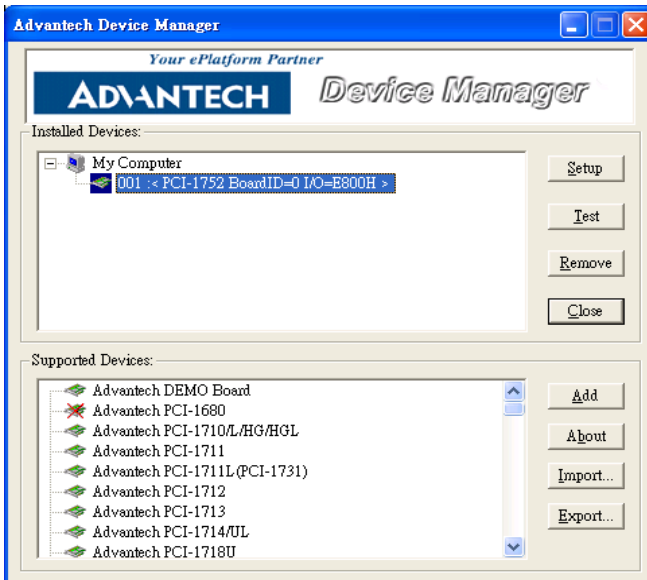 Advantech Device Manager
Your ePlatform Partner
ADVANTECH Device Manager
Installed Devices:
My Computer
001 :< PCI-1752 BoardID=0 I/O=E800H >
Setup
Test
Remove
Close
Supported Devices:
Advantech DEMO Board
Advantech PCI-1680
Advantech PCI-1710/L/HG/HGL
Advantech PCI-1711
Advantech PCI-1711L(PCI-1731)
Advantech PCI-1712
Advantech PCI-1713
Advantech PCI-1714/UL
Advantech PCI-1718U
Add
About
Import...
Export...